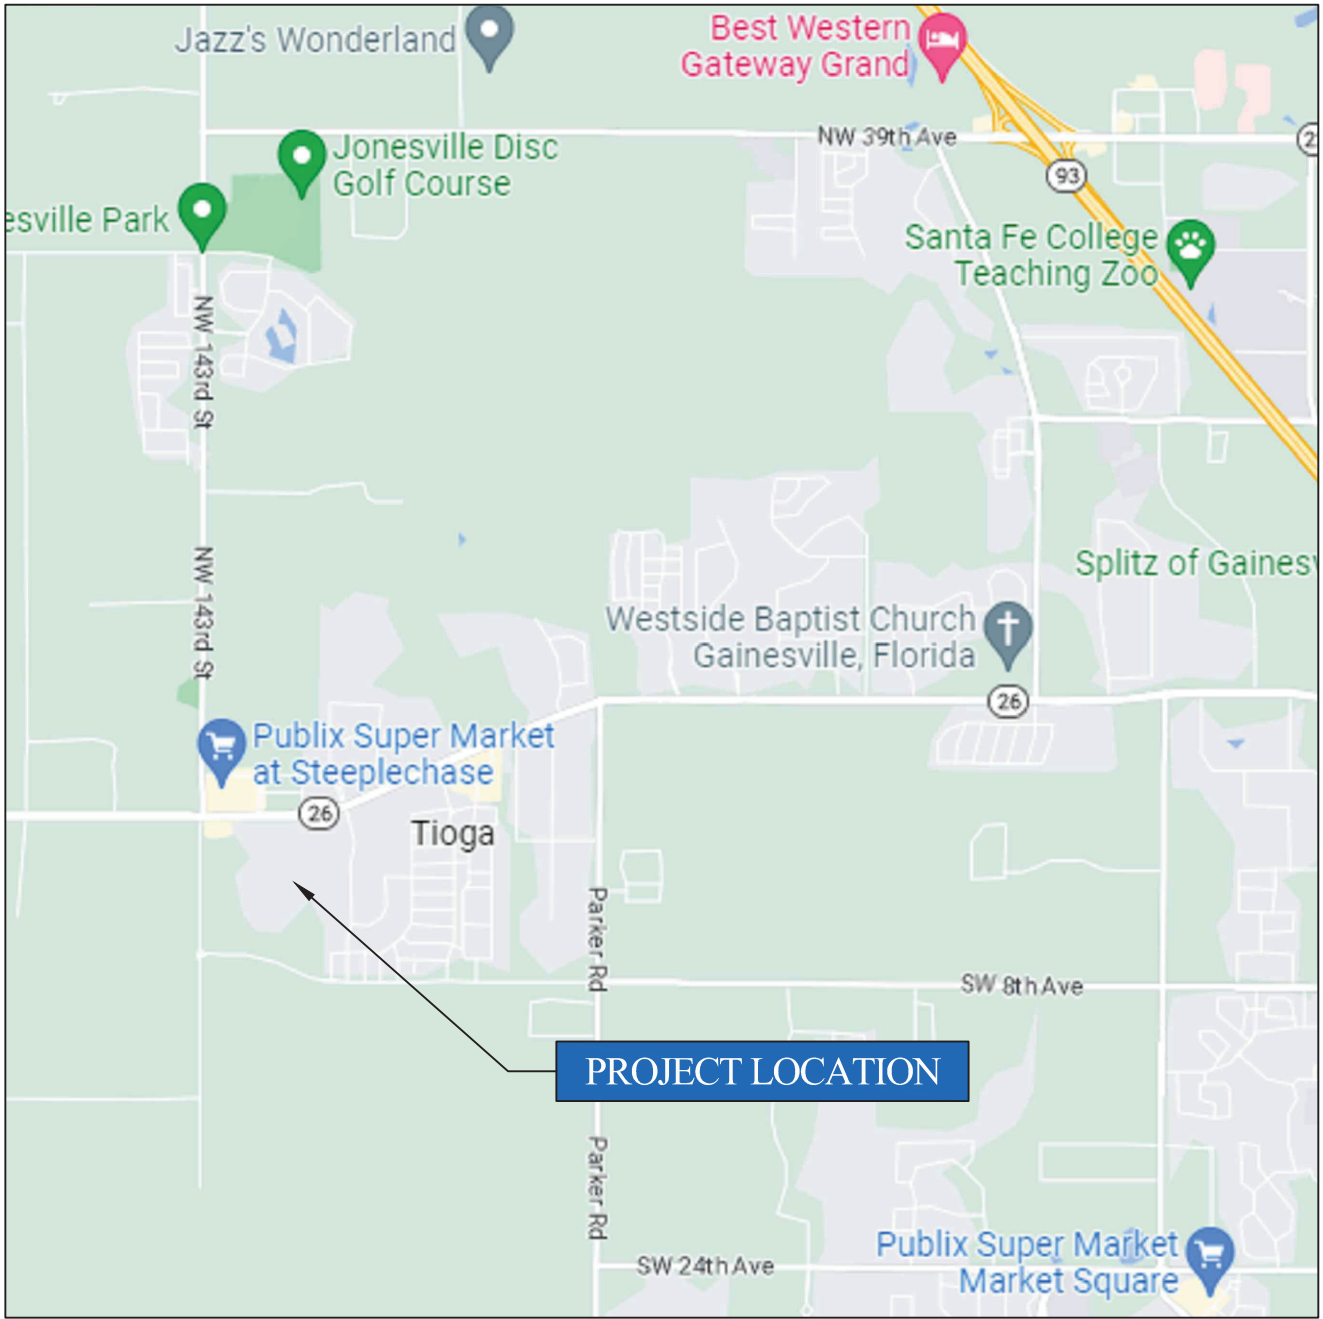 Jazz's Wonderland
Best Western
Gateway Grand
NW 39th Ave
Jonesville Disc
Golf Course
93
esville Park
Santa Fe College
Teaching Zoo
NW 143rd St
NW 143rd St
Splitz of Gainesv
Westside Baptist Church
Gainesville, Florida
26
Publix Super Market
at Steeplechase
26
Tioga
Parker Rd
SW 8th Ave
PROJECT LOCATION
Parker Rd
SW 24th Ave
Publix Super Market
Market Square